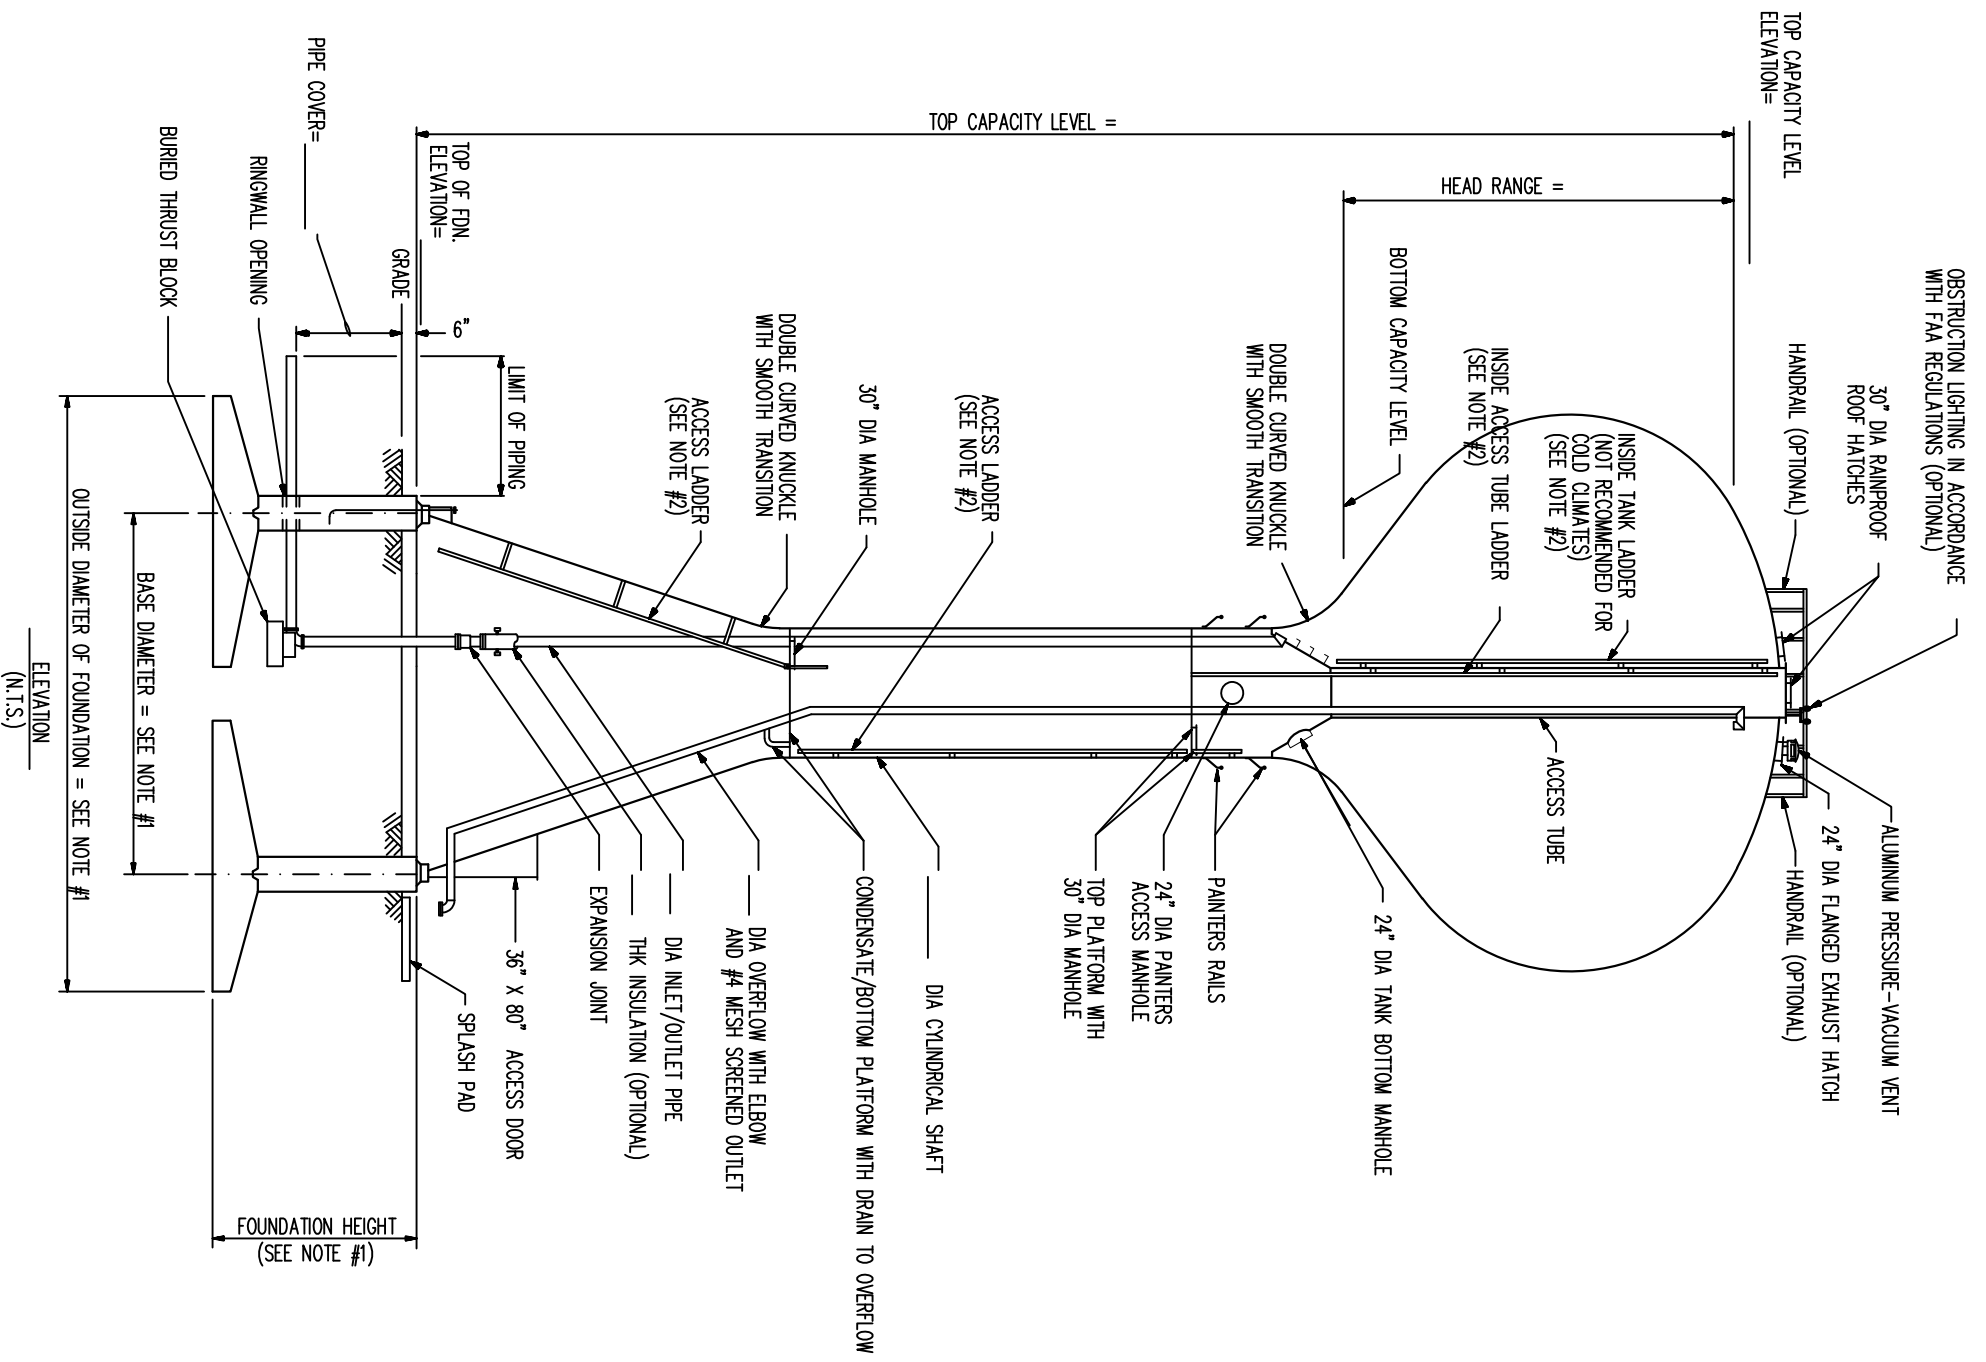 OBSTRUCTION LIGHTING IN ACCORDANCE
WITH FAA REGULATIONS (OPTIONAL)
30" DIA RAINPROOF
ROOF HATCHES
HANDRAIL (OPTIONAL)
TOP CAPACITY LEVEL
ELEVATION=
INSIDE TANK LADDER
(NOT RECOMMENDED FOR
COLD CLIMATES)
(SEE NOTE #2)
INSIDE ACCESS TUBE LADDER
(SEE NOTE #2)
HEAD RANGE =
BOTTOM CAPACITY LEVEL
DOUBLE CURVED KNUCKLE
WITH SMOOTH TRANSITION
TOP CAPACITY LEVEL =
ACCESS LADDER
(SEE NOTE #2)
30" DIA MANHOLE
DOUBLE CURVED KNUCKLE
WITH SMOOTH TRANSITION
ACCESS LADDER
(SEE NOTE #2)
LIMIT OF PIPING
6"
TOP OF FDN.
ELEVATION=
GRADE
PIPE COVER=
RINGWALL OPENING
BURIED THRUST BLOCK
ALUMINUM PRESSURE-VACUUM VENT
24" DIA FLANGED EXHAUST HATCH
HANDRAIL (OPTIONAL)
ACCESS TUBE
24" DIA TANK BOTTOM MANHOLE
PAINTERS RAILS
24" DIA PAINTERS
ACCESS MANHOLE
TOP PLATFORM WITH
30" DIA MANHOLE
DIA CYLINDRICAL SHAFT
CONDENSATE/BOTTOM PLATFORM WITH DRAIN TO OVERFLOW
DIA OVERFLOW WITH ELBOW
AND #4 MESH SCREENED OUTLET
DIA INLET/OUTLET PIPE
THK INSULATION (OPTIONAL)
EXPANSION JOINT
36" X 80" ACCESS DOOR
SPLASH PAD
FOUNDATION HEIGHT
(SEE NOTE #1)
BASE DIAMETER = SEE NOTE #1
OUTSIDE DIAMETER OF FOUNDATION = SEE NOTE #1
ELEVATION
(N.T.S.)